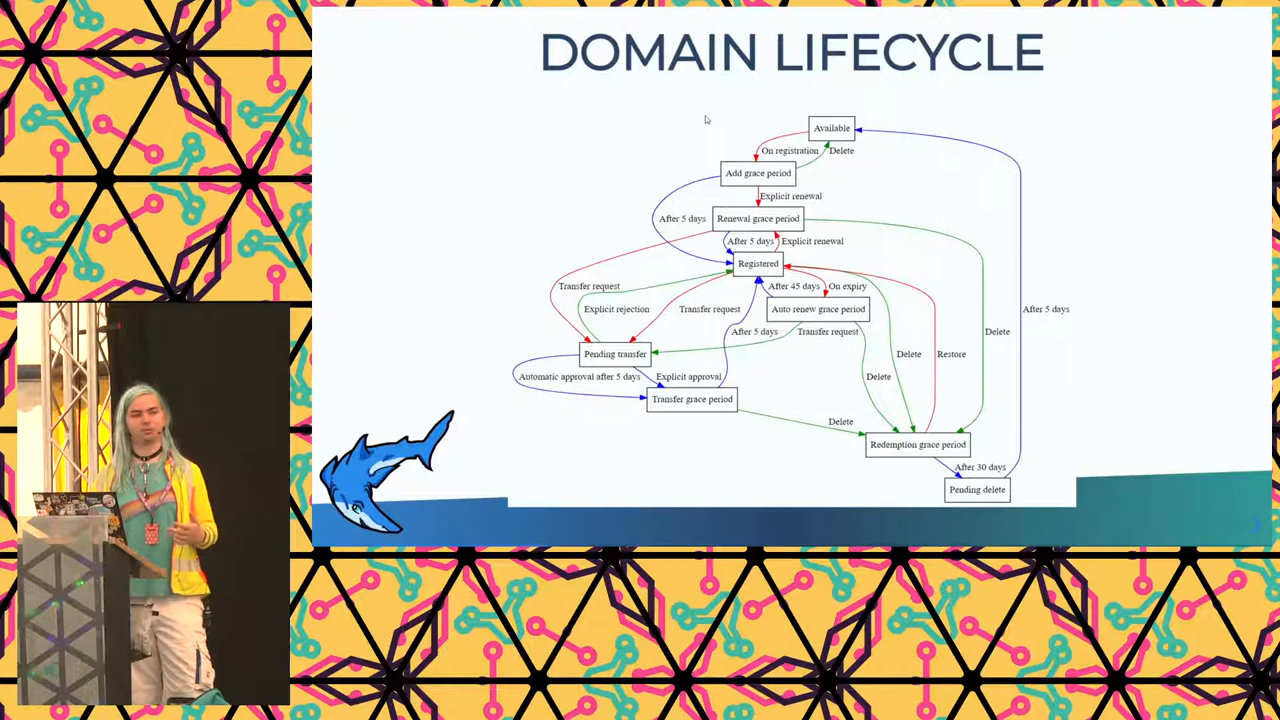 DOMAIN LIFECYCLE
Available
On registration
Delete
Add grace period
Explicit renewal
After 5 days
Renewal grace period
After 5 days
Explicit renewal
Registered
Transfer request
After 45 days
On expiry
Explicit rejection
Transfer request
Auto renew grace period
After 5 days
After 5 days
Transfer request
Delete
Pending transfer
Delete
Restore
Automatic approval after 5 days
Explicit approval
Delete
Transfer grace period
Delete
Redemption grace period
After 30 days
Pending delete